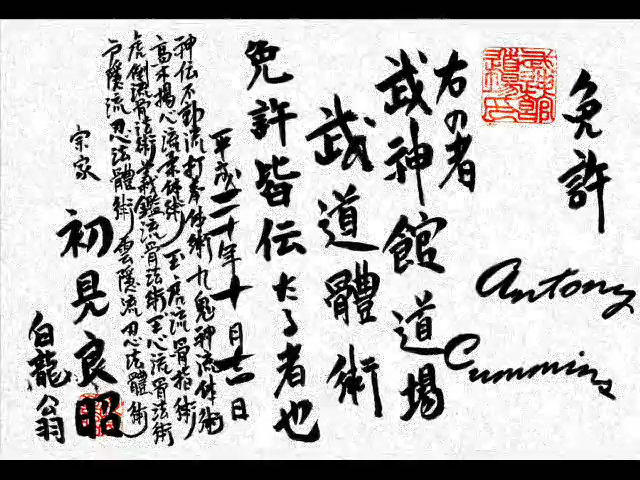 免許
Antony
Cummins
右の者
武神館道場
武道體術
免許皆伝たる者也
平成二十年十月吉日
神伝不動流打拳体術九鬼神流体術
高木揚心流柔体術玉虎流骨指術
虎倒流骨法術義鑑流骨法術玉心流骨法術
戸隠流忍法體術雲隠流忍法體術
宗家
初見良昭
白龍翁